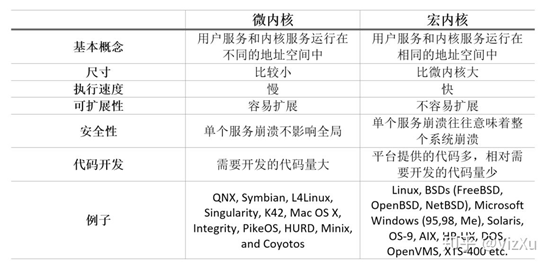 微内核 宏内核
基本概念 用户服务和内核服务运行在 用户服务和内核服务运行在
不同的地址空间中 相同的地址空间中
尺寸 比较小 比微内核大
执行速度 慢 快
可扩展性 容易扩展 不容易扩展
安全性 单个服务崩溃不影响全局 单个服务崩溃往往意味着整
个系统崩溃
代码开发 需要开发的代码量大 平台提供的代码多，相对需
要开发的代码量少
例子
QNX, Symbian, L4Linux,
Singularity, K42, Mac OS X,
Integrity, PikeOS, HURD, Minix,
and Coyotos
Linux, BSDs (FreeBSD,
OpenBSD, NetBSD), Microsoft
Windows (95,98, Me), Solaris,
OS-9, AIX, HP-UX, DOS,
OpenVMS, XTS-400 etc.
知乎 @VizXu